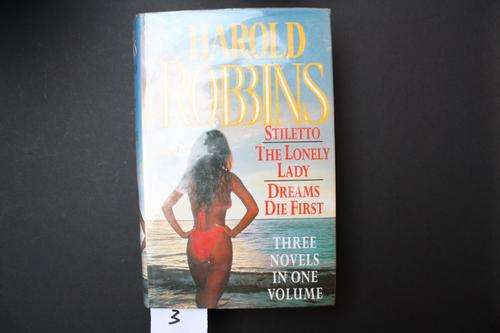 HAROLD
ROBBINS
STILETTO
THE LONELY
LADY
DREAMS
DIE FIRST
THREE
NOVELS
IN ONE
VOLUME
3